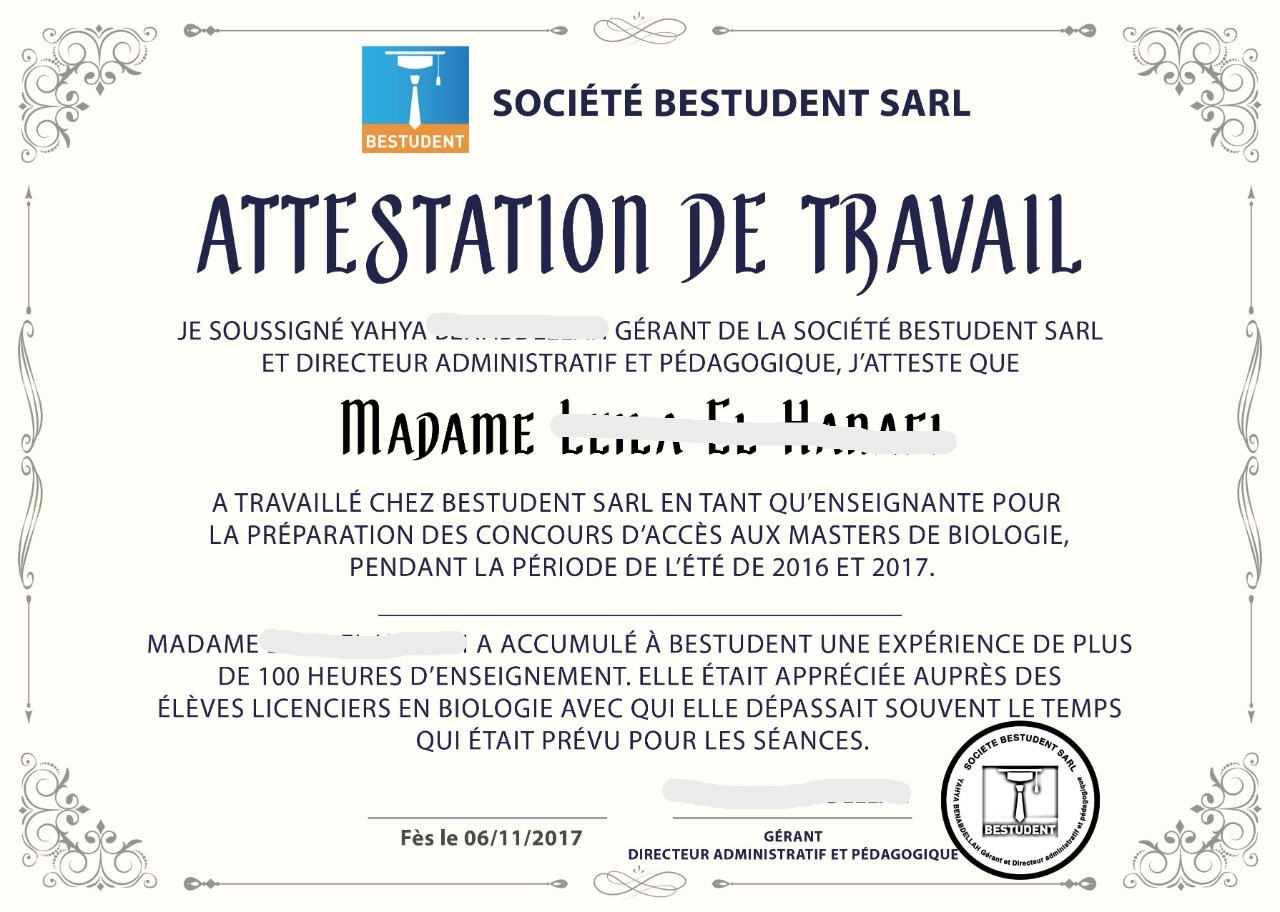 BESTUDENT
SOCIÉTÉ BESTUDENT SARL
ATTESTATION DE TRAVAIL
JE SOUSSIGNÉ YAHYA GÉRANT DE LA SOCIÉTÉ BESTUDENT SARL
ET DIRECTEUR ADMINISTRATIF ET PÉDAGOGIQUE, J'ATTESTE QUE
MADAME
A TRAVAILLÉ CHEZ BESTUDENT SARL EN TANT QU'ENSEIGNANTE POUR
LA PRÉPARATION DES CONCOURS D'ACCÈS AUX MASTERS DE BIOLOGIE,
PENDANT LA PÉRIODE DE L'ÉTÉ DE 2016 ET 2017.
MADAME A ACCUMULÉ À BESTUDENT UNE EXPÉRIENCE DE PLUS
DE 100 HEURES D'ENSEIGNEMENT. ELLE ÉTAIT APPRÉCIÉE AUPRÈS DES
ÉLÈVES LICENCIERS EN BIOLOGIE AVEC QUI ELLE DÉPASSAIT SOUVENT LE TEMPS
QUI ÉTAIT PRÉVU POUR LES SÉANCES.
Fès le 06/11/2017
GÉRANT
DIRECTEUR ADMINISTRATIF ET PÉDAGOGIQUE
SOCIETE BESTUDENT SARL
BESTUDENT
YAHYA BENABDELLAH Gérant et Directeur administratif et pédagogique